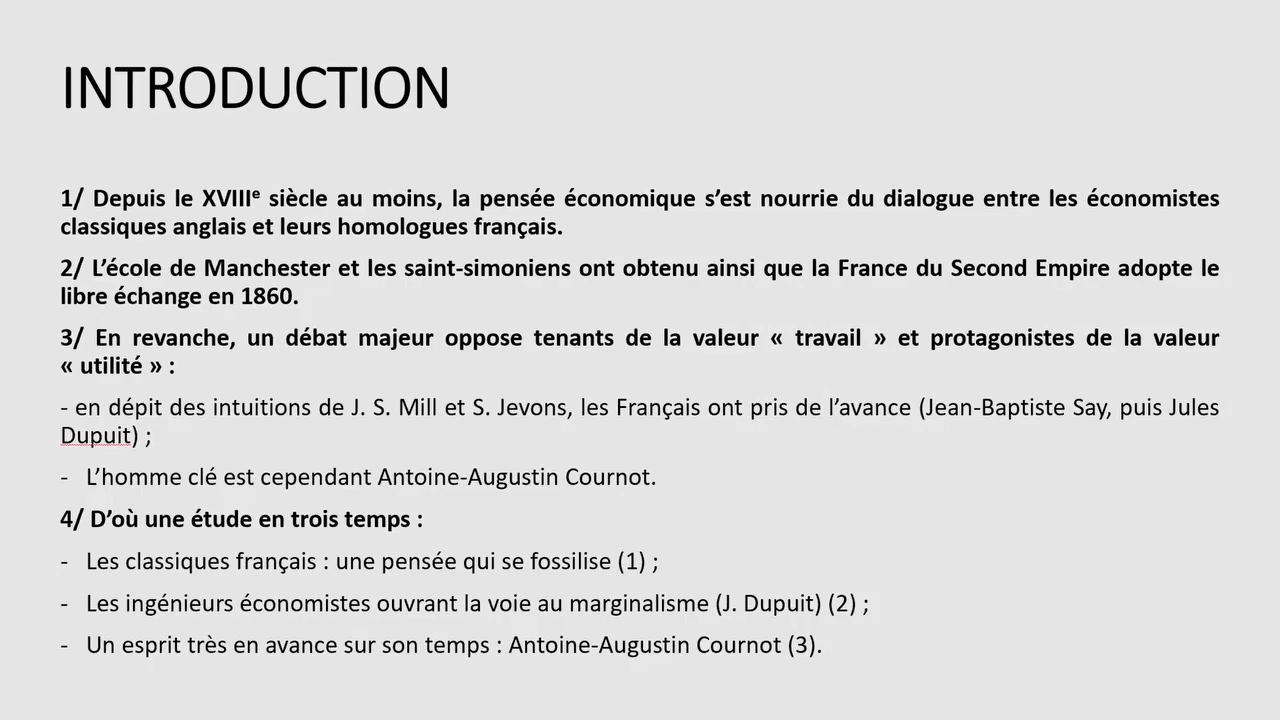 INTRODUCTION
1/ Depuis le XVIIIᵉ siècle au moins, la pensée économique s’est nourrie du dialogue entre les économistes
classiques anglais et leurs homologues français.
2/ L’école de Manchester et les saint-simoniens ont obtenu ainsi que la France du Second Empire adopte le
libre échange en 1860.
3/ En revanche, un débat majeur oppose tenants de la valeur « travail » et protagonistes de la valeur
« utilité » :
- en dépit des intuitions de J. S. Mill et S. Jevons, les Français ont pris de l’avance (Jean-Baptiste Say, puis Jules
Dupuit) ;
- L’homme clé est cependant Antoine-Augustin Cournot.
4/ D’où une étude en trois temps :
- Les classiques français : une pensée qui se fossilise (1) ;
- Les ingénieurs économistes ouvrant la voie au marginalisme (J. Dupuit) (2) ;
- Un esprit très en avance sur son temps : Antoine-Augustin Cournot (3).